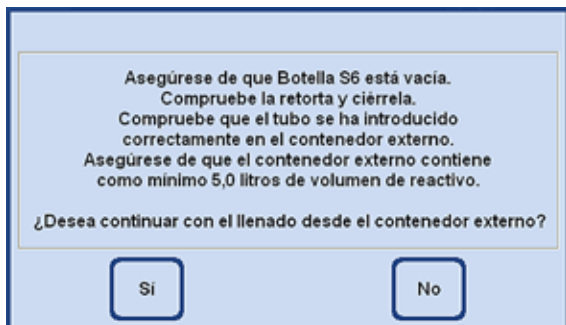 Asegúrese de que Botella S6 está vacía.
Compruebe la retorta y ciérrela.
Compruebe que el tubo se ha introducido
correctamente en el contenedor externo.
Asegúrese de que el contenedor externo contiene
como mínimo 5,0 litros de volumen de reactivo.
¿Desea continuar con el llenado desde el contenedor externo?
Sí
No